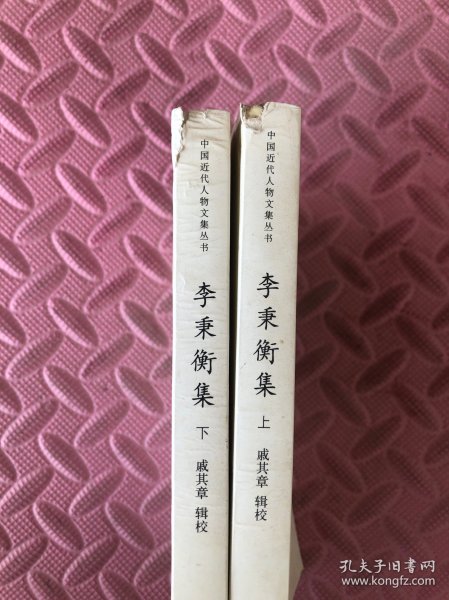 中国近代人物文集丛书
李秉衡集
下
戚其章 辑校
中国近代人物文集丛书
李秉衡集
上
戚其章 辑校
孔夫子旧书网
www.kongfz.com